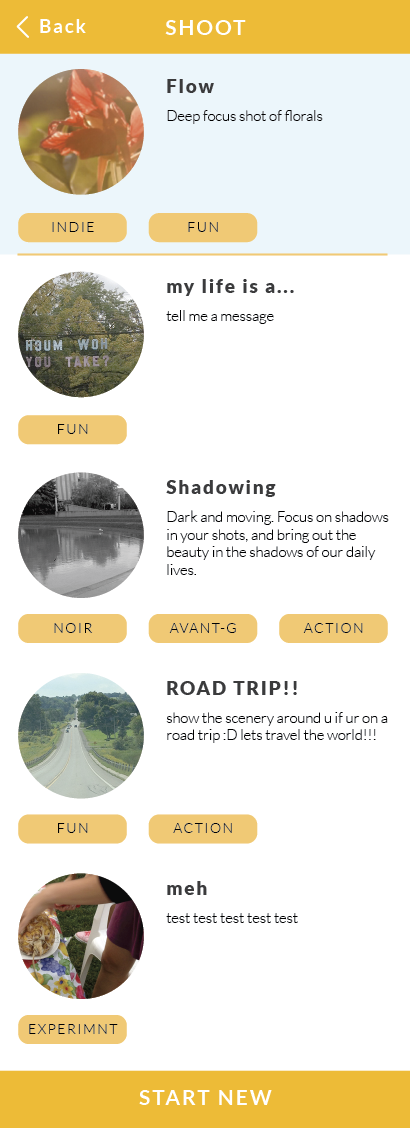 Back
SHOOT
Flow
Deep focus shot of florals
INDIE
FUN
my life is a...
tell me a message
HOW MUCH
YOU TAKE?
FUN
Shadowing
Dark and moving. Focus on shadows
in your shots, and bring out the
beauty in the shadows of our daily
lives.
NOIR
AVANT-G
ACTION
ROAD TRIP!!
show the scenery around u if ur on a
road trip :D lets travel the world!!!
FUN
ACTION
meh
test test test test test
EXPERIMNT
START NEW